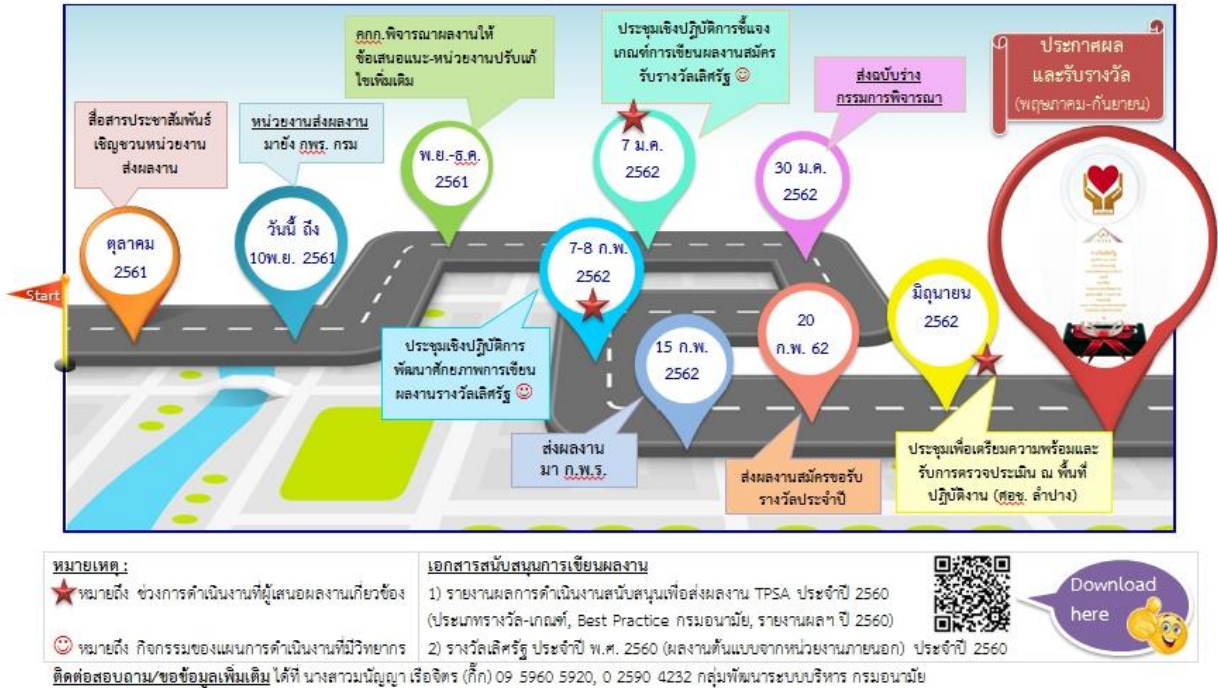 Start
สื่อสารประชาสัมพันธ์
เชิญชวนหน่วยงาน
ส่งผลงาน
ตุลาคม
2561
หน่วยงานส่งผลงาน
มายัง กพร. กรม
วันนี้ ถึง
10พ.ย. 2561
คกก.พิจารณาผลงานให้
ข้อเสนอแนะ-หน่วยงานปรับแก้
ไขเพิ่มเติม
พ.ย.-ธ.ค.
2561
ประชุมเชิงปฏิบัติการชี้แจง
เกณฑ์การเขียนผลงานสมัคร
รับรางวัลเลิศรัฐ
7 ม.ค.
2562
ส่งฉบับร่าง
กรรมการพิจารณา
30 ม.ค.
2562
7-8 ก.พ.
2562
ประชุมเชิงปฏิบัติการ
พัฒนาศักยภาพการเขียน
ผลงานรางวัลเลิศรัฐ
15 ก.พ.
2562
ส่งผลงาน
มา ก.พ.ร.
20
ก.พ. 62
ส่งผลงานสมัครขอรับ
รางวัลประจำปี
มิถุนายน
2562
ประชุมเพื่อเตรียมความพร้อมและ
รับการตรวจประเมิน ณ พื้นที่
ปฏิบัติงาน (ศอช. ลำปาง)
ประกาศผล
และรับรางวัล
(พฤษภาคม-กันยายน)
หมายเหตุ :
หมายถึง ช่วงการดำเนินงานที่ผู้เสนอผลงานเกี่ยวข้อง
หมายถึง กิจกรรมของแผนการดำเนินงานที่มีวิทยากร
เอกสารสนับสนุนการเขียนผลงาน
1) รายงานผลการดำเนินงานสนับสนุนเพื่อส่งผลงาน TPSA ประจำปี 2560
(ประเภทรางวัล-เกณฑ์, Best Practice กรมอนามัย, รายงานผลฯ ปี 2560)
2) รางวัลเลิศรัฐ ประจำปี พ.ศ. 2560 (ผลงานต้นแบบจากหน่วยงานภายนอก) ประจำปี 2560
Download
here
ติดต่อสอบถาม/ขอข้อมูลเพิ่มเติม ได้ที่ นางสาวมนัญญา เรือจิตร (กิ๊ก) 09 5960 5920, 0 2590 4232 กลุ่มพัฒนาระบบบริหาร กรมอนามัย